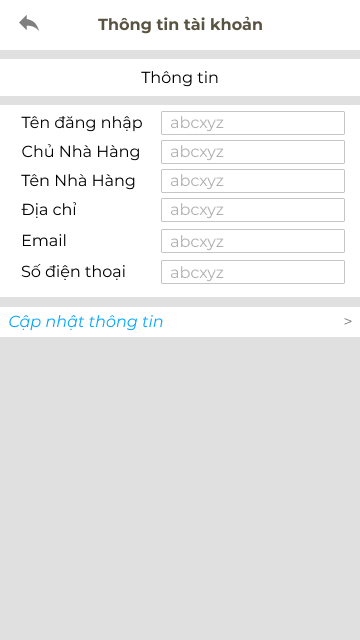 Thông tin tài khoản
Thông tin
Tên đăng nhập abcxyz
Chủ Nhà Hàng abcxyz
Tên Nhà Hàng abcxyz
Địa chỉ abcxyz
Email abcxyz
Số điện thoại abcxyz
Cập nhật thông tin >